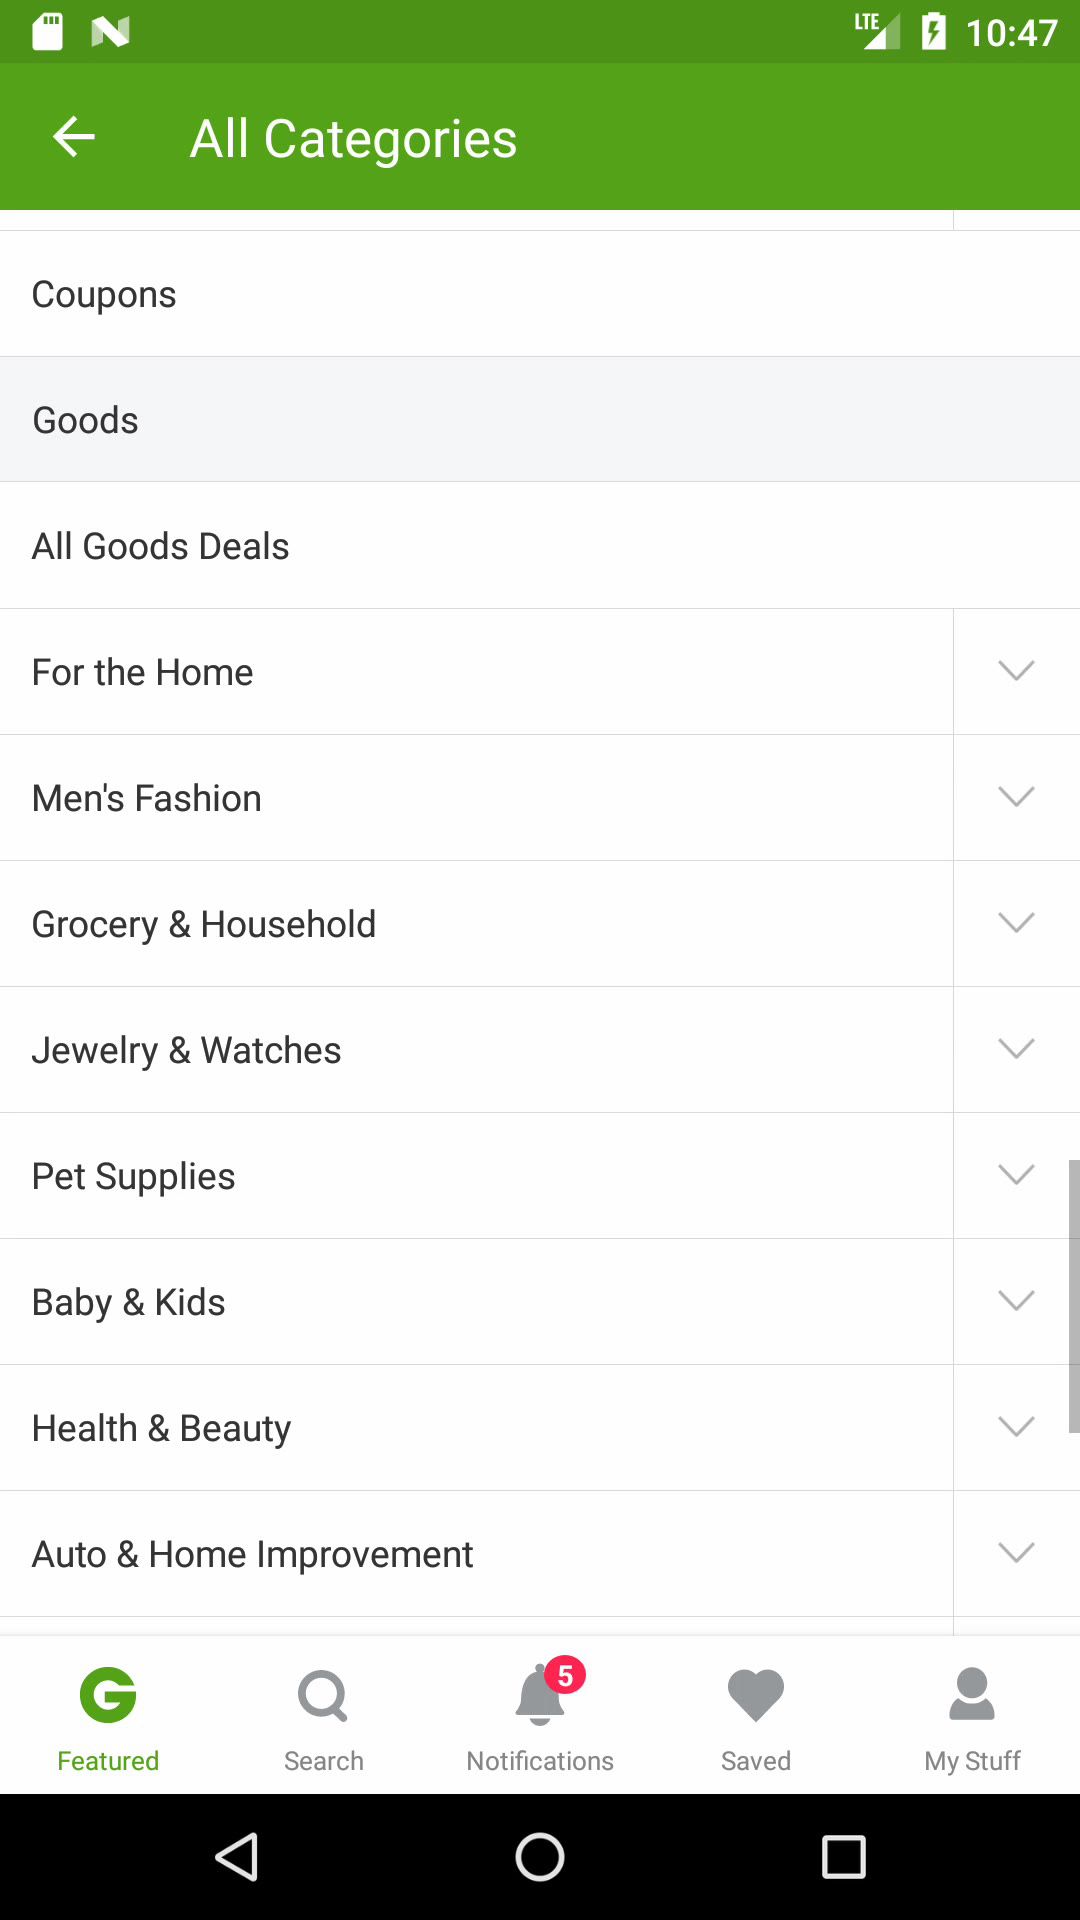 LTE 10:47
All Categories
Coupons
Goods
All Goods Deals
For the Home
Men's Fashion
Grocery & Household
Jewelry & Watches
Pet Supplies
Baby & Kids
Health & Beauty
Auto & Home Improvement
5
Featured Search Notifications Saved My Stuff